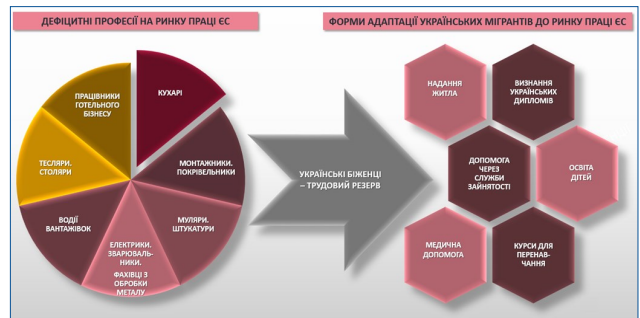 ДЕФІЦИТНІ ПРОФЕСІЇ НА РИНКУ ПРАЦІ ЄС
ФОРМИ АДАПТАЦІЇ УКРАЇНСЬКИХ МІГРАНТІВ ДО РИНКУ ПРАЦІ ЄС
КУХАРІ
МОНТАЖНИКИ.
ПОКРІВЕЛЬНИКИ
МУЛЯРИ.
ШТУКАТУРИ
ЕЛЕКТРИКИ.
ЗВАРЮВАЛЬ-
НИКИ.
ФАХІВЦІ З
ОБРОБКИ
МЕТАЛУ
ВОДІЇ
ВАНТАЖІВОК
ТЕСЛЯРИ.
СТОЛЯРИ
ПРАЦІВНИКИ
ГОТЕЛЬНОГО
БІЗНЕСУ
УКРАЇНСЬКІ БІЖЕНЦІ
– ТРУДОВИЙ РЕЗЕРВ
НАДАННЯ
ЖИТЛА
ВИЗНАННЯ
УКРАЇНСЬКИХ
ДИПЛОМІВ
ДОПОМОГА
ЧЕРЕЗ
СЛУЖБИ
ЗАЙНЯТОСТІ
ОСВІТА
ДІТЕЙ
МЕДИЧНА
ДОПОМОГА
КУРСИ ДЛЯ
ПЕРЕНАВ-
ЧАННЯ